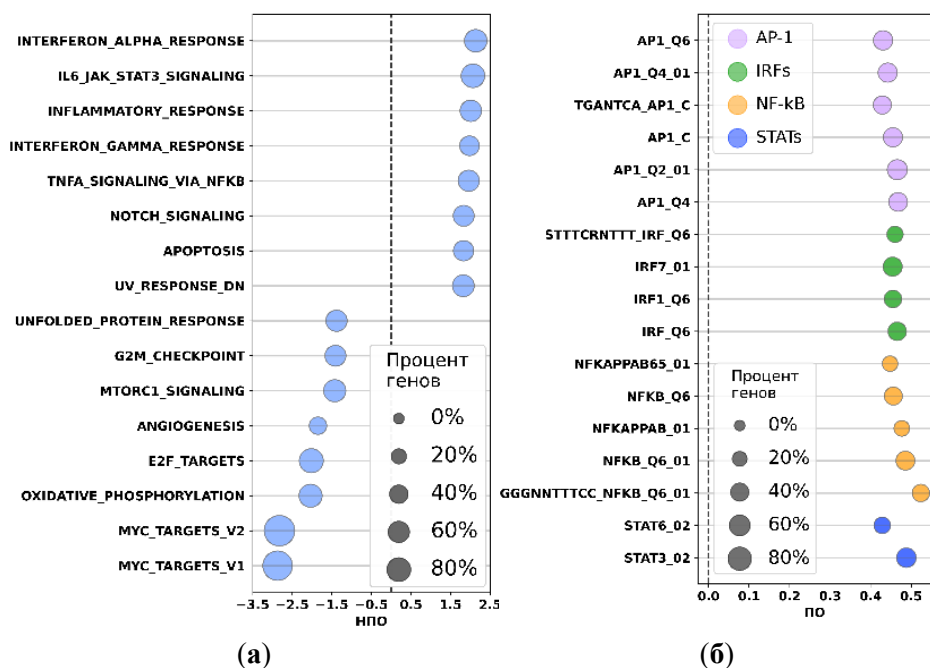 INTERFERON_ALPHA_RESPONSE
IL6_JAK_STAT3_SIGNALING
INFLAMMATORY_RESPONSE
INTERFERON_GAMMA_RESPONSE
TNFA_SIGNALING_VIA_NFKB
NOTCH_SIGNALING
APOPTOSIS
UV_RESPONSE_DN
UNFOLDED_PROTEIN_RESPONSE
G2M_CHECKPOINT
MTORC1_SIGNALING
ANGIOGENESIS
E2F_TARGETS
OXIDATIVE_PHOSPHORYLATION
MYC_TARGETS_V2
MYC_TARGETS_V1
Процент
генов
0%
20%
40%
60%
80%
−3.5 −2.5 −1.5 −0.5 0.5 1.5 2.5
НПО
(а)
AP1_Q6
AP1_Q4_01
TGANTCA_AP1_C
AP1_C
AP1_Q2_01
AP1_Q4
STTTCRNTTT_IRF_Q6
IRF7_01
IRF1_Q6
IRF_Q6
NFKAPPAB65_01
NFKB_Q6
NFKAPPAB_01
NFKB_Q6_01
GGGNNTTTCC_NFKB_Q6_01
STAT6_02
STAT3_02
AP-1
IRFs
NF-kB
STATs
Процент
генов
0%
20%
40%
60%
80%
0.0 0.1 0.2 0.3 0.4 0.5
ПО
(б)